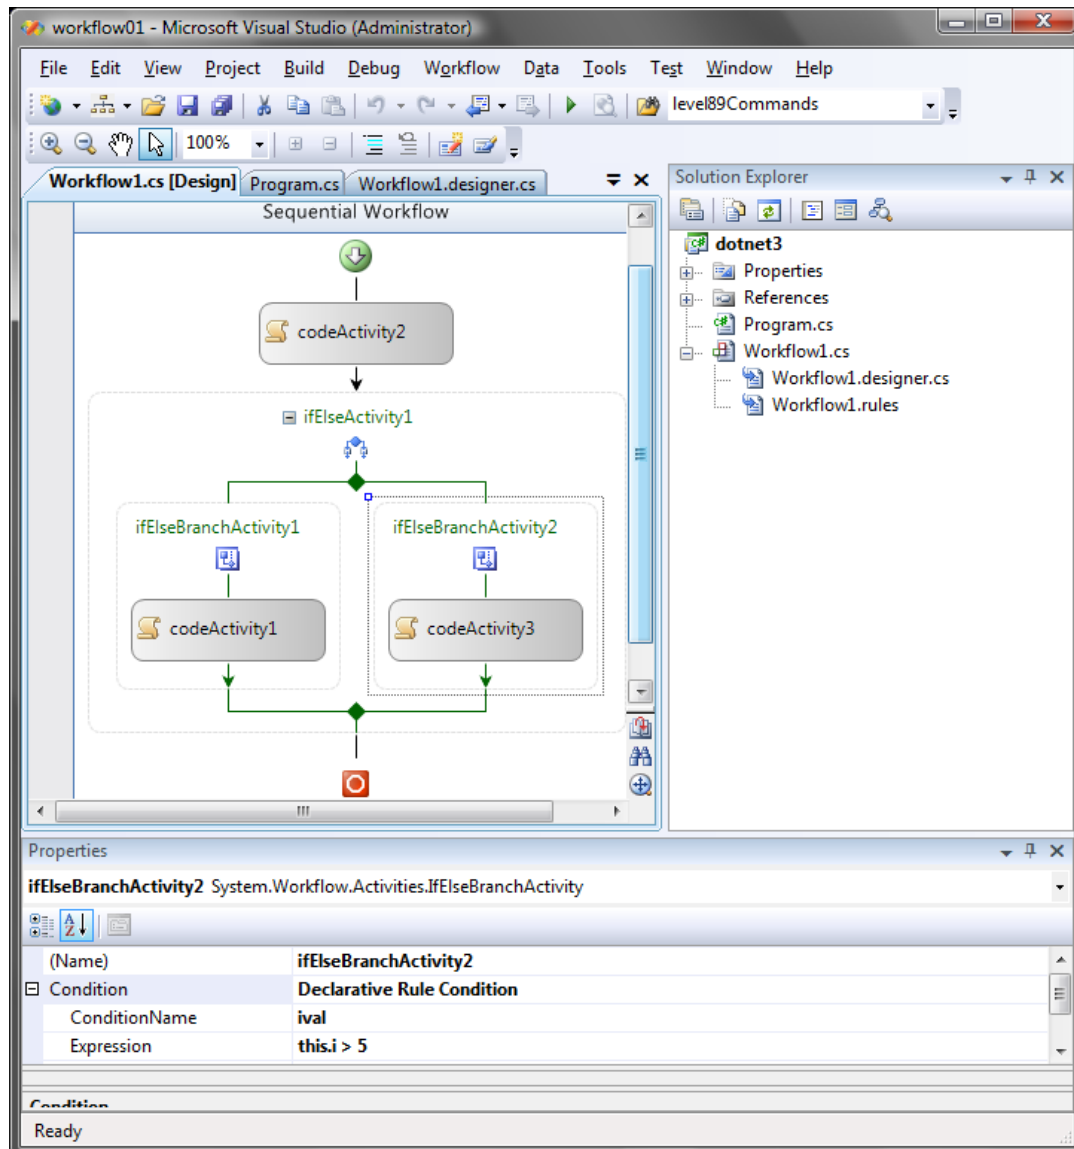 workflow01 - Microsoft Visual Studio (Administrator)
File Edit View Project Build Debug Workflow Data Tools Test Window Help
level89Commands
100%
Workflow1.cs [Design] Program.cs Workflow1.designer.cs
Sequential Workflow
codeActivity2
ifElseActivity1
ifElseBranchActivity1 ifElseBranchActivity2
codeActivity1 codeActivity3
Solution Explorer
dotnet3
Properties
References
Program.cs
Workflow1.cs
Workflow1.designer.cs
Workflow1.rules
Properties
ifElseBranchActivity2 System.Workflow.Activities.IfElseBranchActivity
(Name) ifElseBranchActivity2
Condition Declarative Rule Condition
ConditionName ival
Expression this.i > 5
Condition
Ready